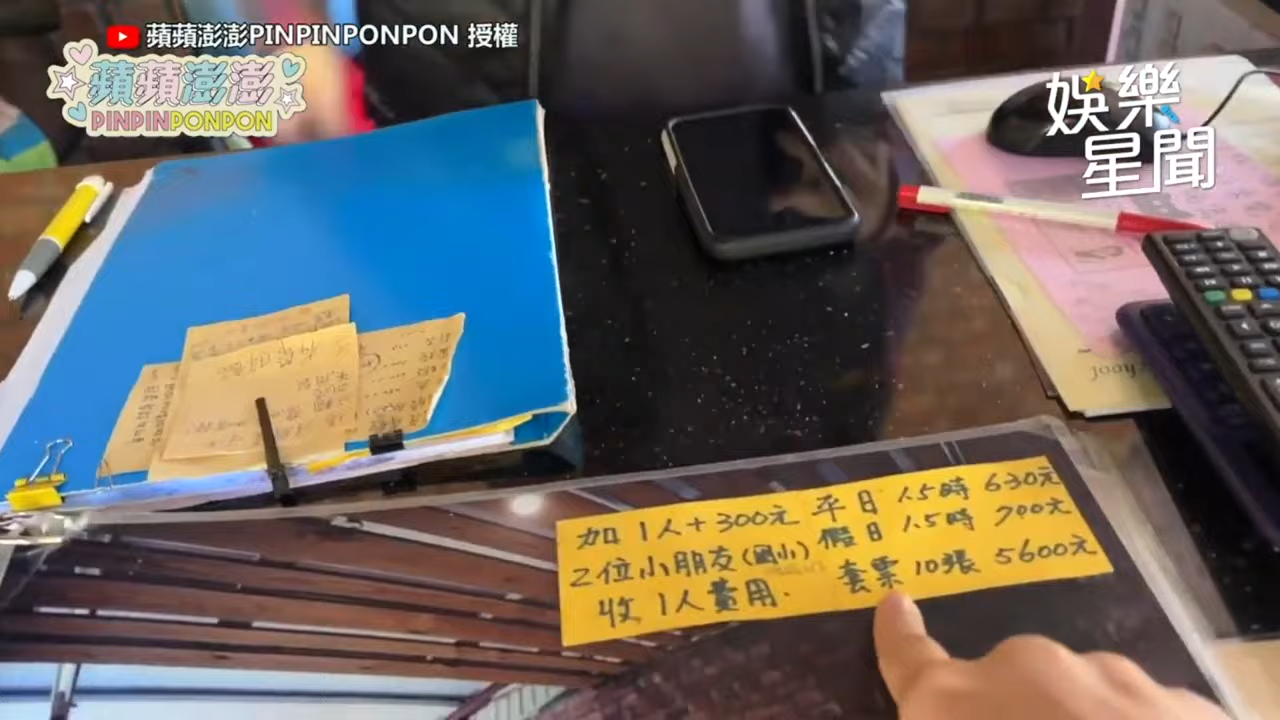 蘋蘋澎澎PINPINPONPON 授權
蘋蘋澎澎
PINPINPONPON
娛樂
星聞
加 1人+300元 平日 1.5時 630元
2位小朋友(國小) 假日 1.5時 700元
收 1人費用. 套票 10張 5600元